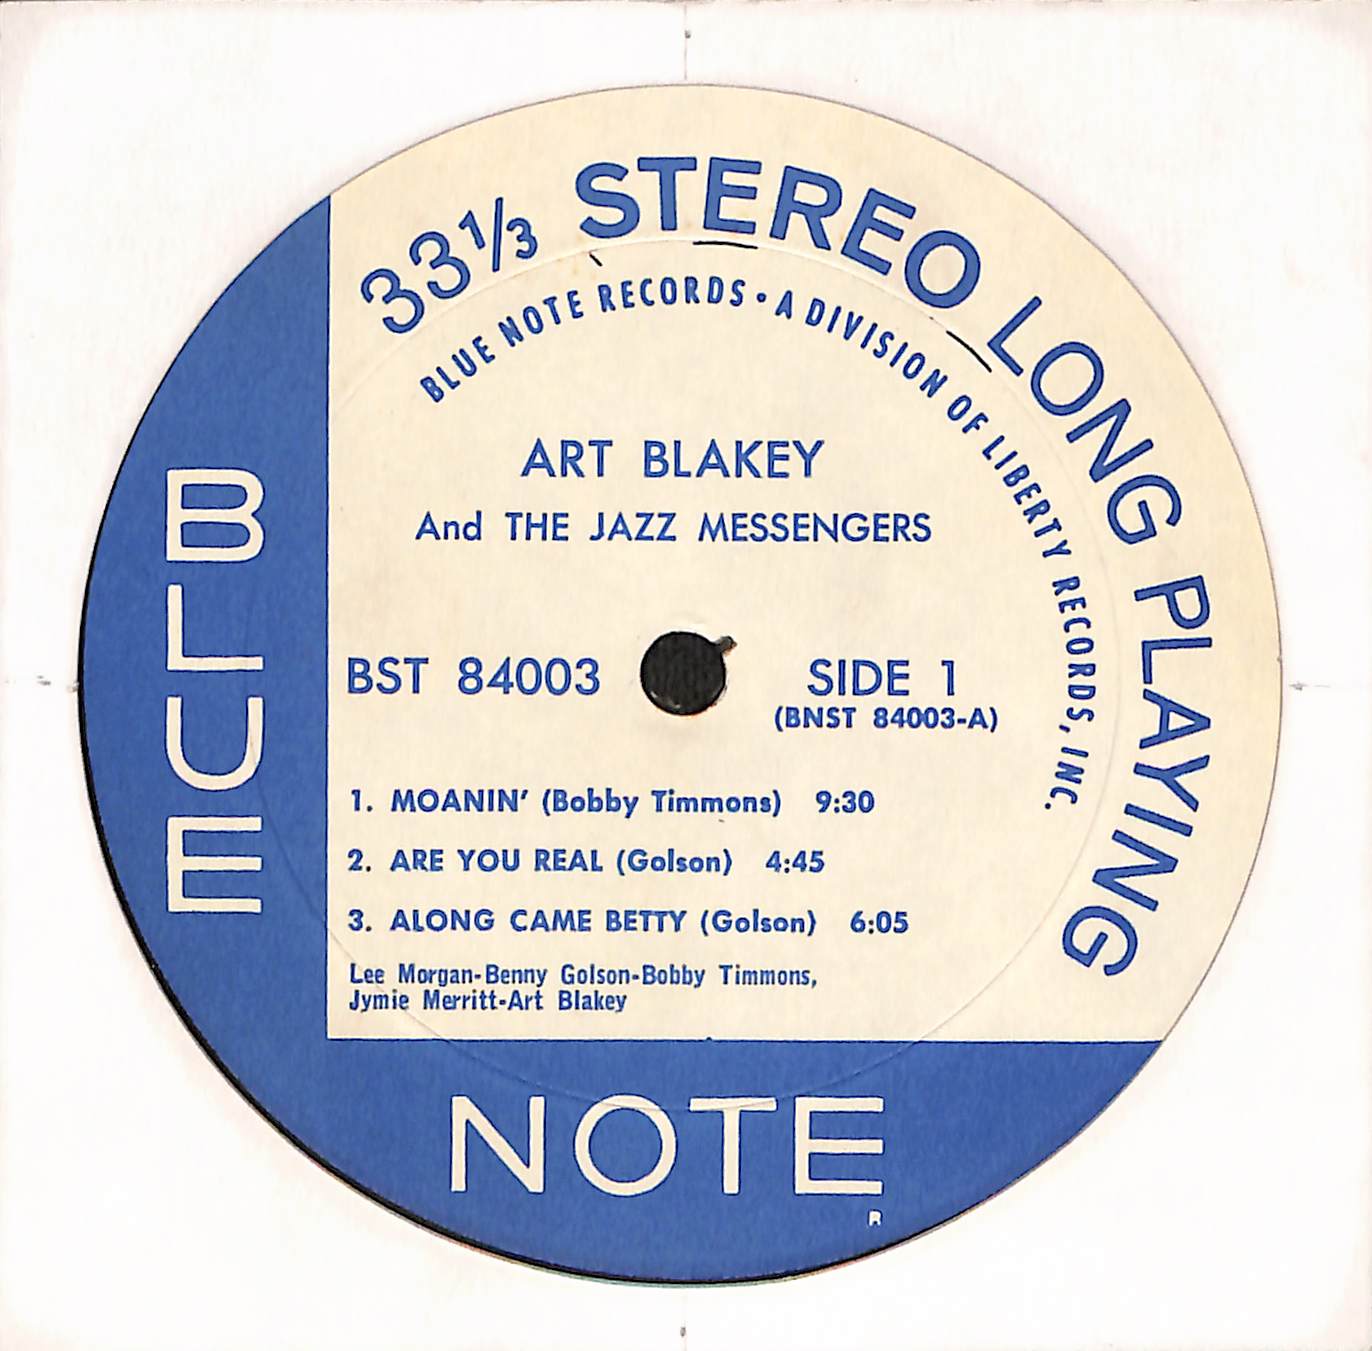 33⅓ STEREO LONG PLAYING
BLUE NOTE RECORDS • A DIVISION OF LIBERTY RECORDS, INC.
ART BLAKEY
And THE JAZZ MESSENGERS
BST 84003
SIDE 1
(BNST 84003-A)
1. MOANIN' (Bobby Timmons) 9:30
2. ARE YOU REAL (Golson) 4:45
3. ALONG CAME BETTY (Golson) 6:05
Lee Morgan-Benny Golson-Bobby Timmons,
Jymie Merritt-Art Blakey
BLUE
NOTE
R